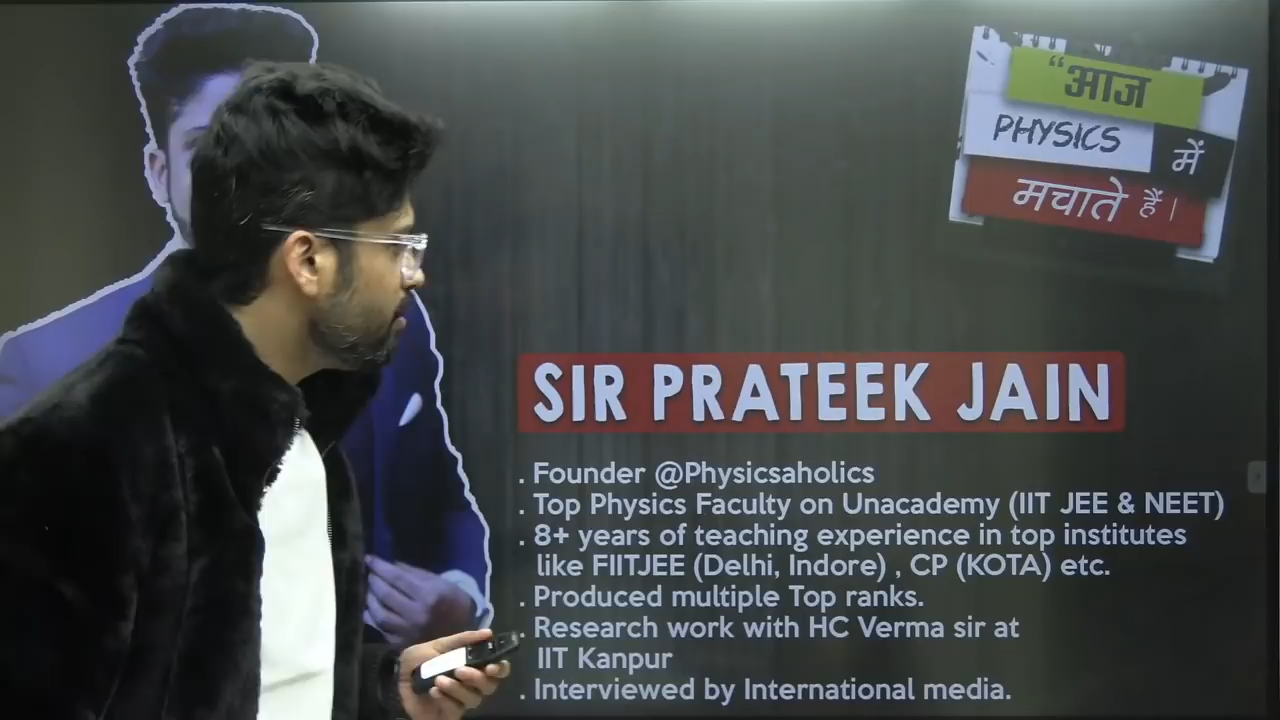 “आज
PHYSICS में
मचाते हैं।
SIR PRATEEK JAIN
. Founder @Physicsaholics
. Top Physics Faculty on Unacademy (IIT JEE & NEET)
. 8+ years of teaching experience in top institutes
like FIITJEE (Delhi, Indore) , CP (KOTA) etc.
. Produced multiple Top ranks.
. Research work with HC Verma sir at
IIT Kanpur
. Interviewed by International media.